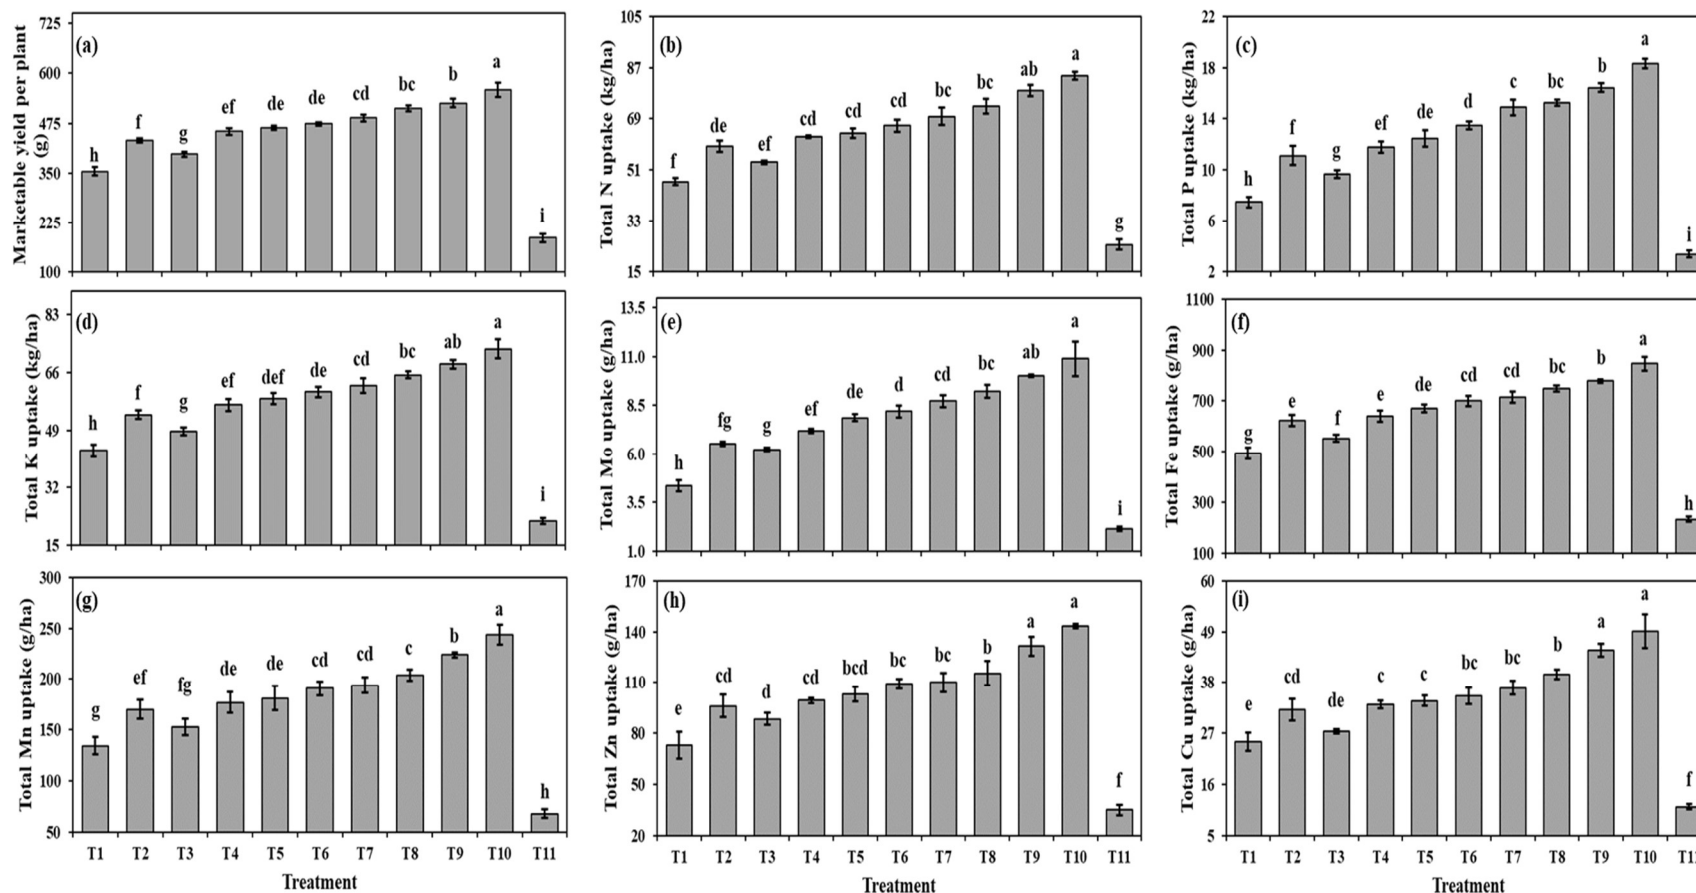 (a)
Marketable yield per plant
(g)
725
600
475
350
225
100
h
f
g
ef
de
de
cd
bc
b
a
i
(b)
Total N uptake (kg/ha)
105
87
69
51
33
15
f
de
ef
cd
cd
cd
bc
bc
ab
a
g
(c)
Total P uptake (kg/ha)
22
18
14
10
6
2
h
f
g
ef
de
d
c
bc
b
a
i
(d)
Total K uptake (kg/ha)
83
66
49
32
15
h
f
g
ef
def
de
cd
bc
ab
a
i
(e)
Total Mo uptake (g/ha)
13.5
11.0
8.5
6.0
3.5
1.0
h
fg
g
ef
de
d
cd
bc
ab
a
i
(f)
Total Fe uptake (g/ha)
1100
900
700
500
300
100
g
e
f
e
de
cd
cd
bc
b
a
h
(g)
Total Mn uptake (g/ha)
300
250
200
150
100
50
g
ef
fg
de
de
cd
cd
c
b
a
h
T1 T2 T3 T4 T5 T6 T7 T8 T9 T10 T11
Treatment
(h)
Total Zn uptake (g/ha)
170
140
110
80
50
20
e
cd
d
cd
bcd
bc
bc
b
a
a
f
T1 T2 T3 T4 T5 T6 T7 T8 T9 T10 T11
Treatment
(i)
Total Cu uptake (g/ha)
60
49
38
27
16
5
e
cd
de
c
c
bc
bc
b
a
a
f
T1 T2 T3 T4 T5 T6 T7 T8 T9 T10 T11
Treatment